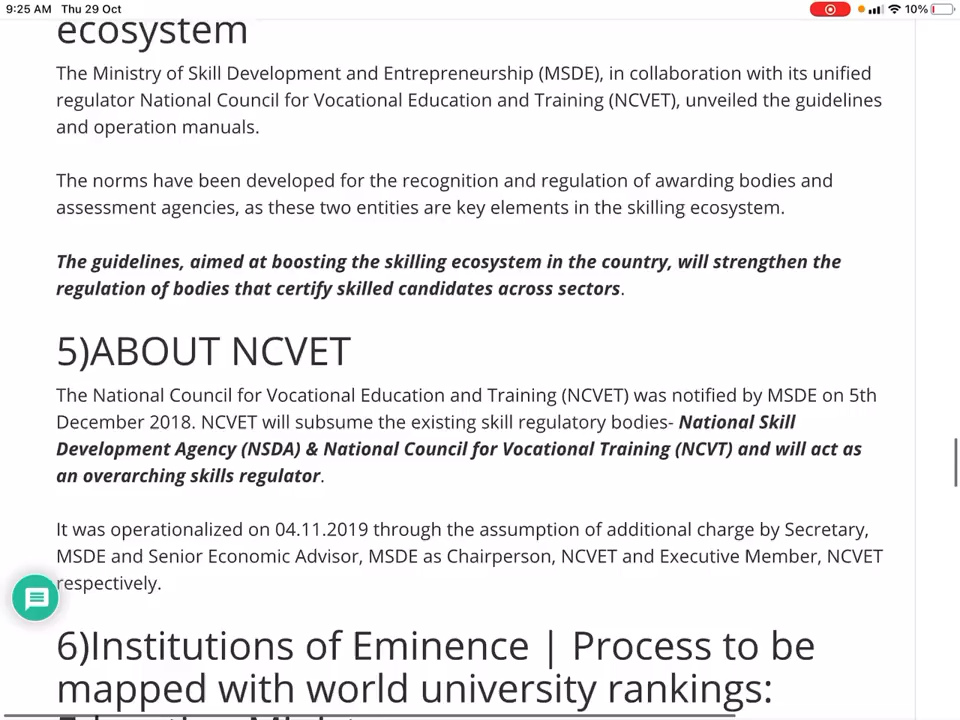 9:25 AM Thu 29 Oct 10%
ecosystem
The Ministry of Skill Development and Entrepreneurship (MSDE), in collaboration with its unified
regulator National Council for Vocational Education and Training (NCVET), unveiled the guidelines
and operation manuals.
The norms have been developed for the recognition and regulation of awarding bodies and
assessment agencies, as these two entities are key elements in the skilling ecosystem.
The guidelines, aimed at boosting the skilling ecosystem in the country, will strengthen the
regulation of bodies that certify skilled candidates across sectors.
5)ABOUT NCVET
The National Council for Vocational Education and Training (NCVET) was notified by MSDE on 5th
December 2018. NCVET will subsume the existing skill regulatory bodies- National Skill
Development Agency (NSDA) & National Council for Vocational Training (NCVT) and will act as
an overarching skills regulator.
It was operationalized on 04.11.2019 through the assumption of additional charge by Secretary,
MSDE and Senior Economic Advisor, MSDE as Chairperson, NCVET and Executive Member, NCVET
respectively.
6)Institutions of Eminence | Process to be
mapped with world university rankings: